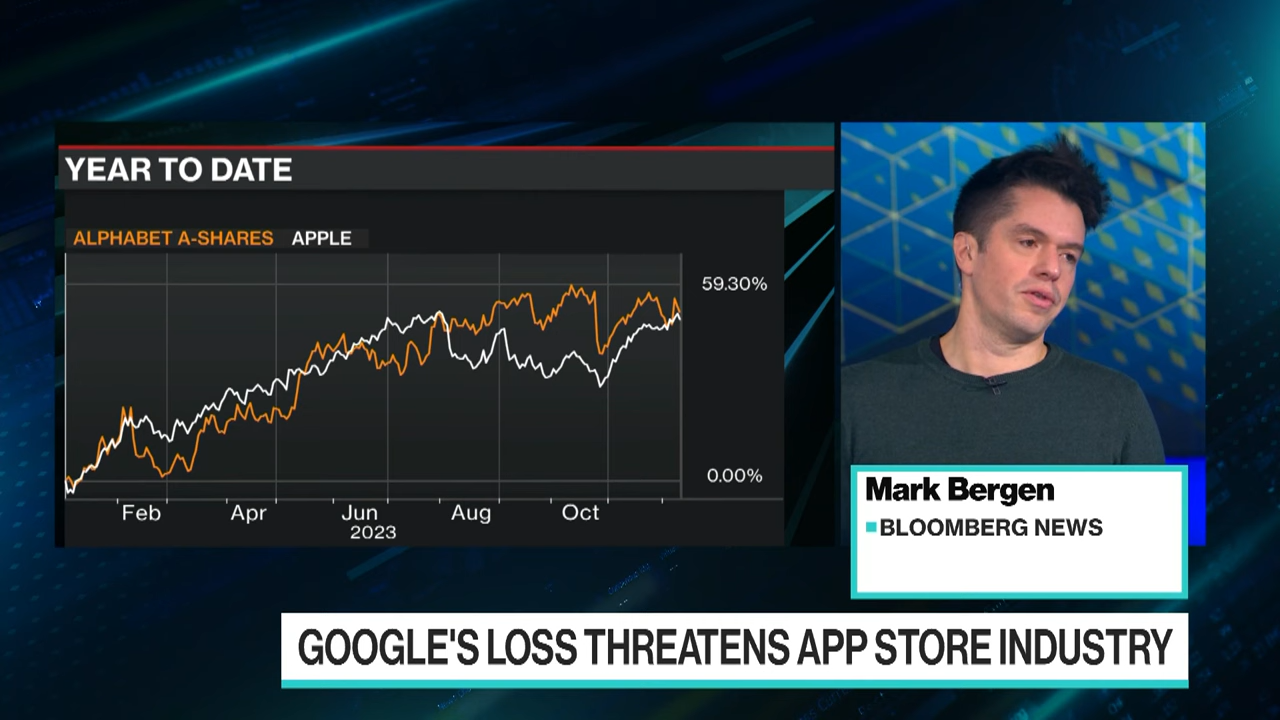 YEAR TO DATE
ALPHABET A-SHARES APPLE
59.30%
0.00%
Feb Apr Jun Aug Oct
2023
Mark Bergen
BLOOMBERG NEWS
GOOGLE'S LOSS THREATENS APP STORE INDUSTRY